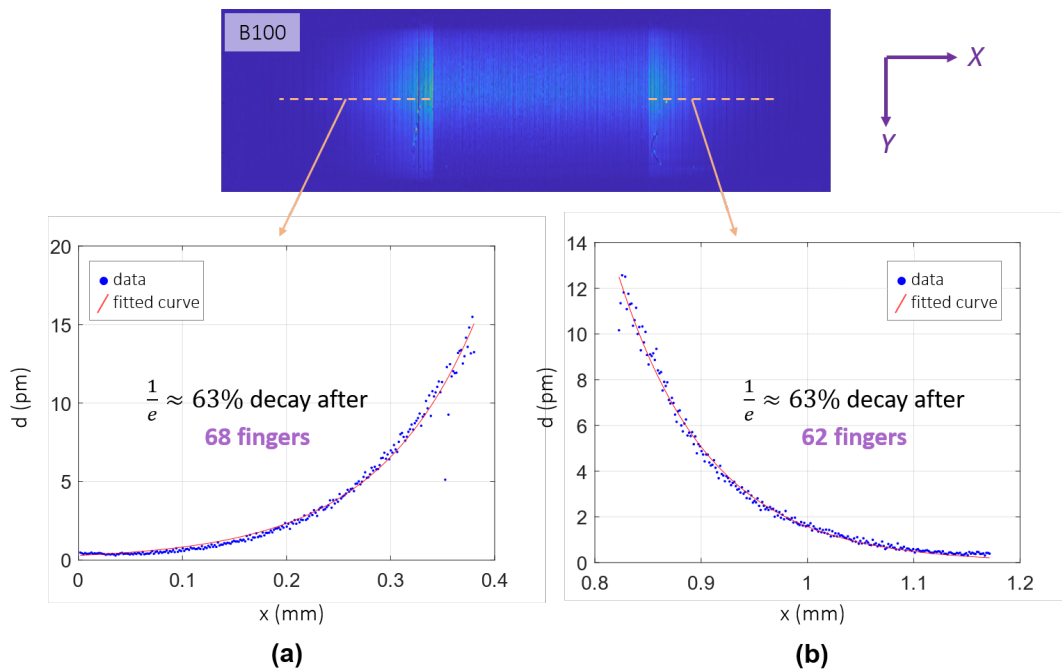 B100
X
Y
20
15
10
5
0
d (pm)
data
fitted curve
1/e ≈ 63% decay after
68 fingers
0 0.1 0.2 0.3 0.4
x (mm)
(a)
14
12
10
8
6
4
2
0
d (pm)
data
fitted curve
1/e ≈ 63% decay after
62 fingers
0.8 0.9 1 1.1 1.2
x (mm)
(b)